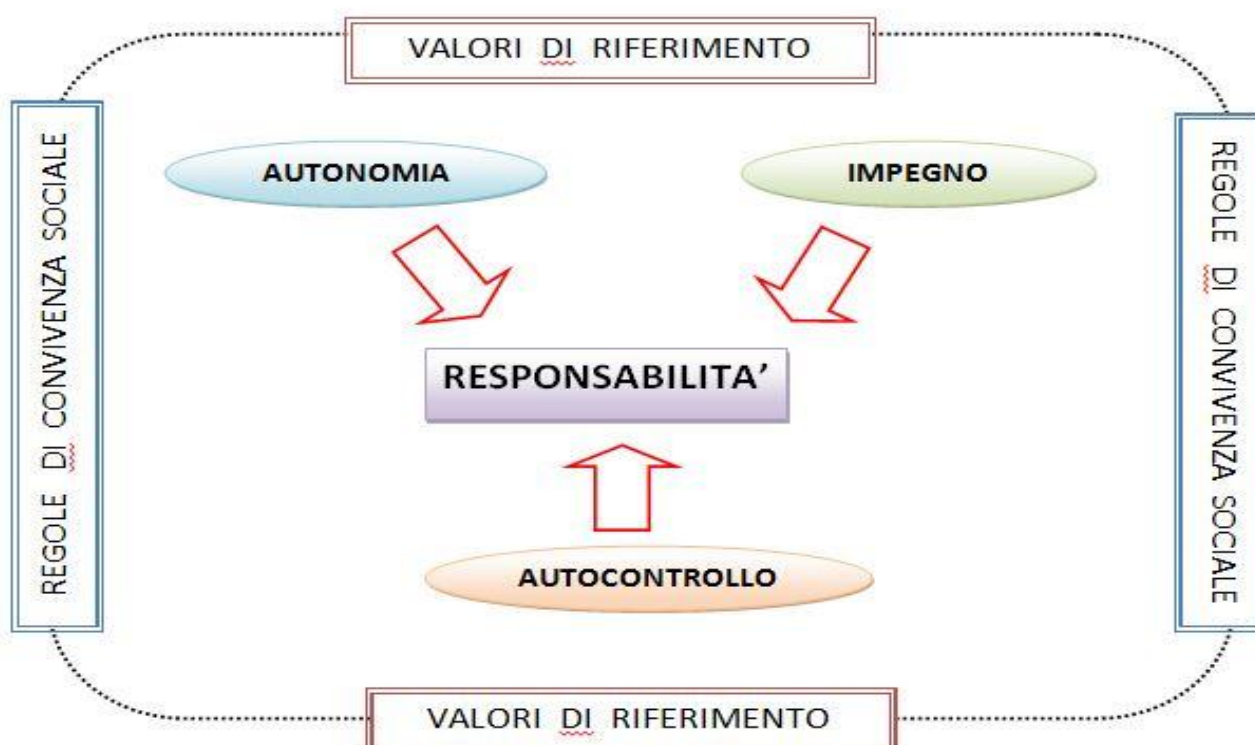 VALORI DI RIFERIMENTO
REGOLE DI CONVIVENZA SOCIALE
AUTONOMIA
IMPEGNO
REGOLE DI CONVIVENZA SOCIALE
RESPONSABILITA’
AUTOCONTROLLO
VALORI DI RIFERIMENTO